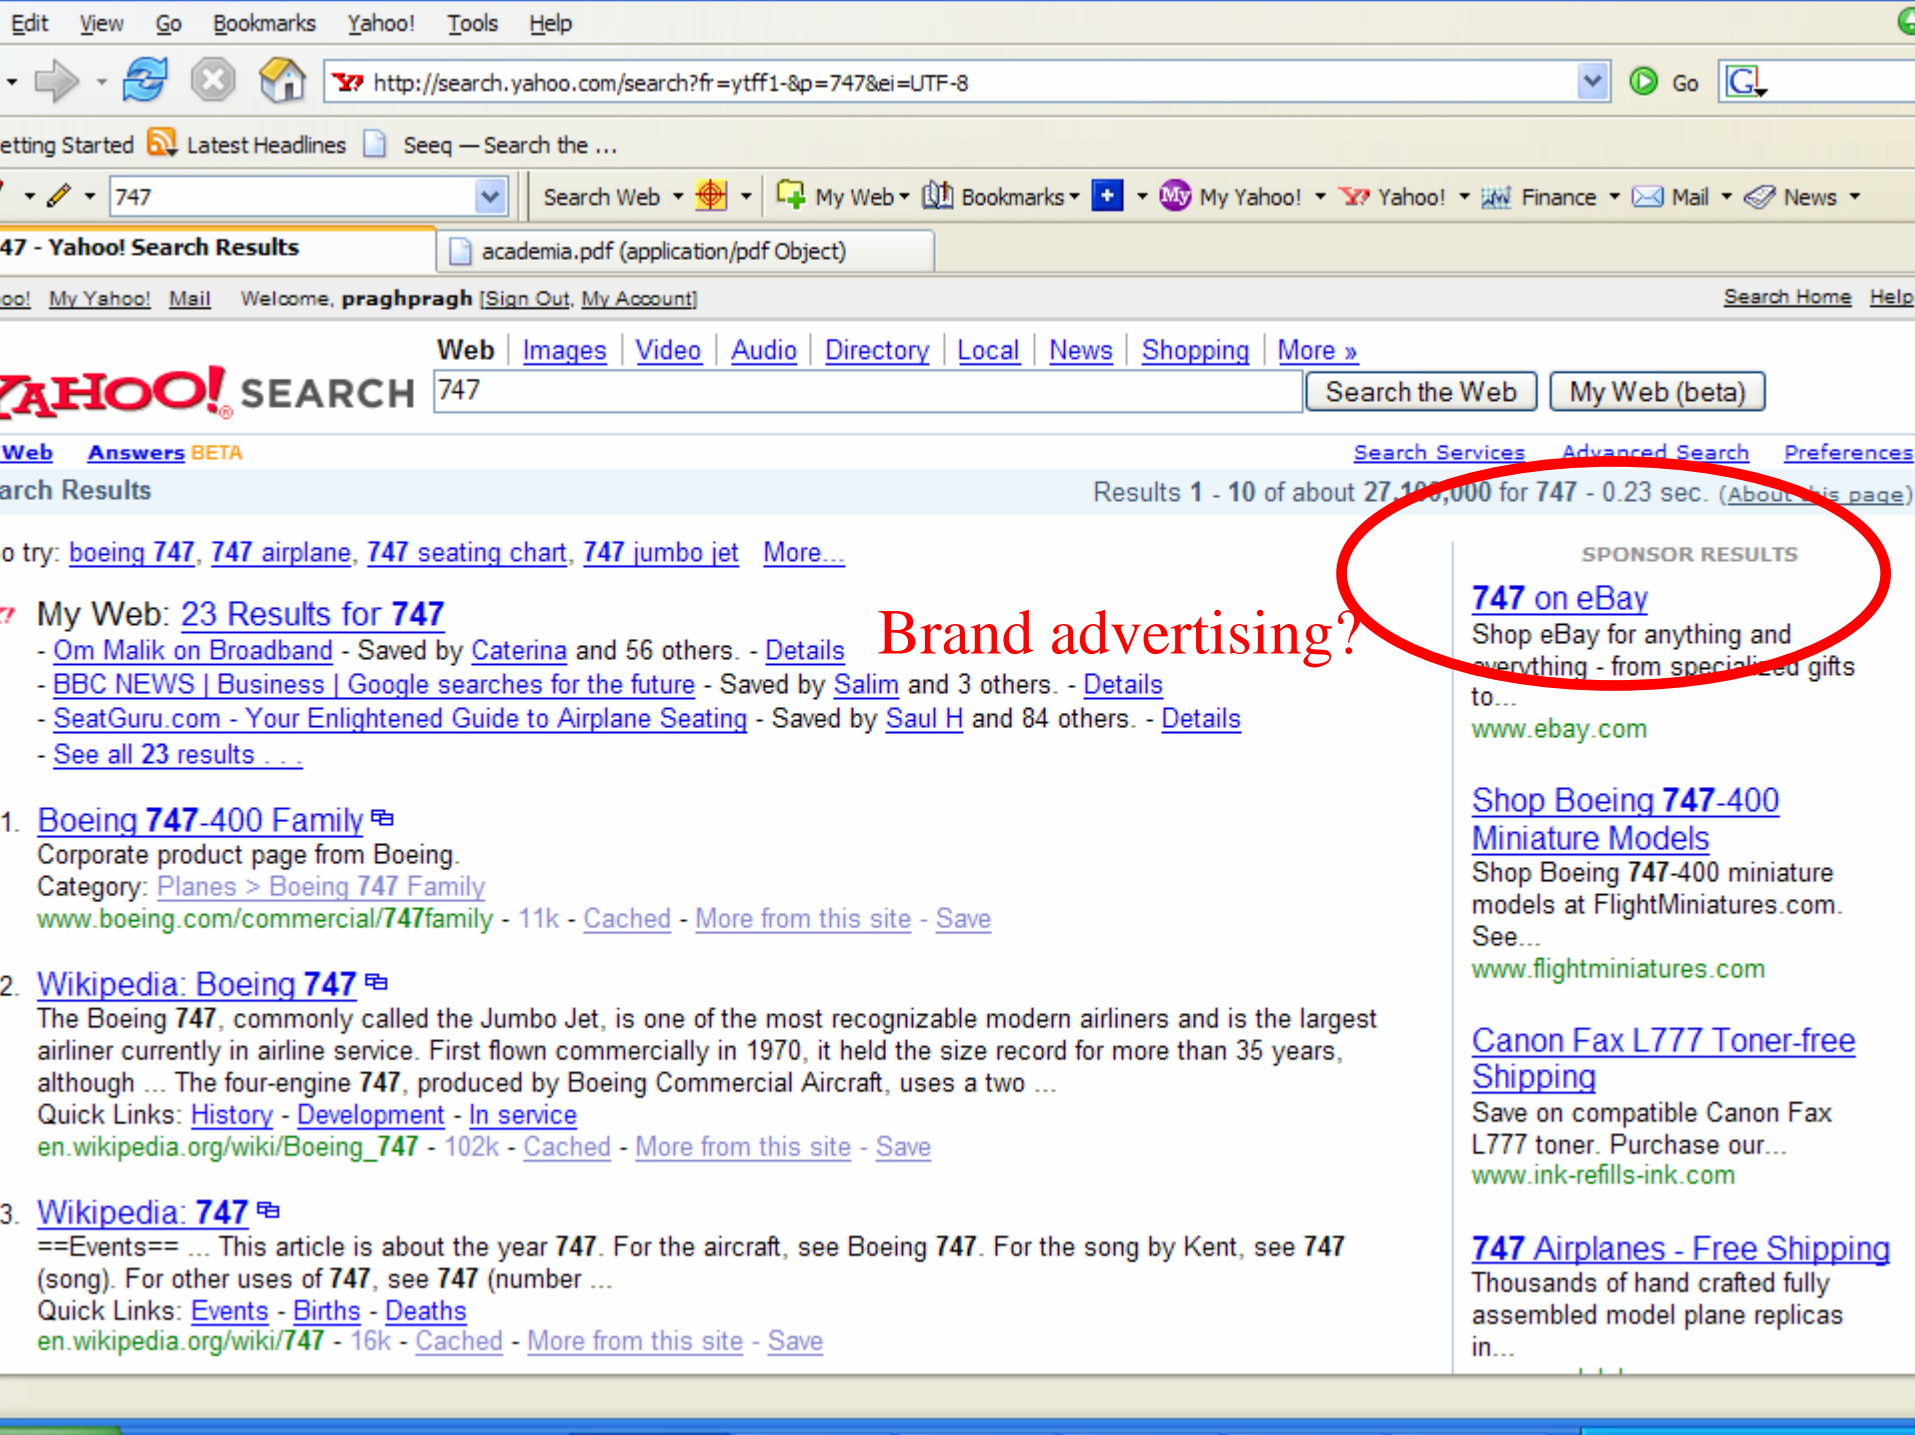 Edit View Go Bookmarks Yahoo! Tools Help
http://search.yahoo.com/search?fr=ytff1-&p=747&ei=UTF-8
Go
G
etting Started Latest Headlines Seeq — Search the ...
747
Search Web My Web Bookmarks My My Yahoo! Yahoo! Finance Mail News
47 - Yahoo! Search Results
academia.pdf (application/pdf Object)
oo! My Yahoo! Mail Welcome, praghpragh [Sign Out, My Account]
Search Home Help
Web | Images | Video | Audio | Directory | Local | News | Shopping | More »
YAHOO!® SEARCH
747
Search the Web
My Web (beta)
Web Answers BETA
Search Services Advanced Search Preferences
arch Results
Results 1 - 10 of about 27,100,000 for 747 - 0.23 sec. (About this page)
o try: boeing 747, 747 airplane, 747 seating chart, 747 jumbo jet More...
My Web: 23 Results for 747
- Om Malik on Broadband - Saved by Caterina and 56 others. - Details
- BBC NEWS | Business | Google searches for the future - Saved by Salim and 3 others. - Details
- SeatGuru.com - Your Enlightened Guide to Airplane Seating - Saved by Saul H and 84 others. - Details
- See all 23 results . . .
Brand advertising?
1. Boeing 747-400 Family
Corporate product page from Boeing.
Category: Planes > Boeing 747 Family
www.boeing.com/commercial/747family - 11k - Cached - More from this site - Save
2. Wikipedia: Boeing 747
The Boeing 747, commonly called the Jumbo Jet, is one of the most recognizable modern airliners and is the largest
airliner currently in airline service. First flown commercially in 1970, it held the size record for more than 35 years,
although ... The four-engine 747, produced by Boeing Commercial Aircraft, uses a two ...
Quick Links: History - Development - In service
en.wikipedia.org/wiki/Boeing_747 - 102k - Cached - More from this site - Save
3. Wikipedia: 747
==Events== ... This article is about the year 747. For the aircraft, see Boeing 747. For the song by Kent, see 747
(song). For other uses of 747, see 747 (number ...
Quick Links: Events - Births - Deaths
en.wikipedia.org/wiki/747 - 16k - Cached - More from this site - Save
SPONSOR RESULTS
747 on eBay
Shop eBay for anything and
everything - from specialized gifts
to...
www.ebay.com
Shop Boeing 747-400
Miniature Models
Shop Boeing 747-400 miniature
models at FlightMiniatures.com.
See...
www.flightminiatures.com
Canon Fax L777 Toner-free
Shipping
Save on compatible Canon Fax
L777 toner. Purchase our...
www.ink-refills-ink.com
747 Airplanes - Free Shipping
Thousands of hand crafted fully
assembled model plane replicas
in...